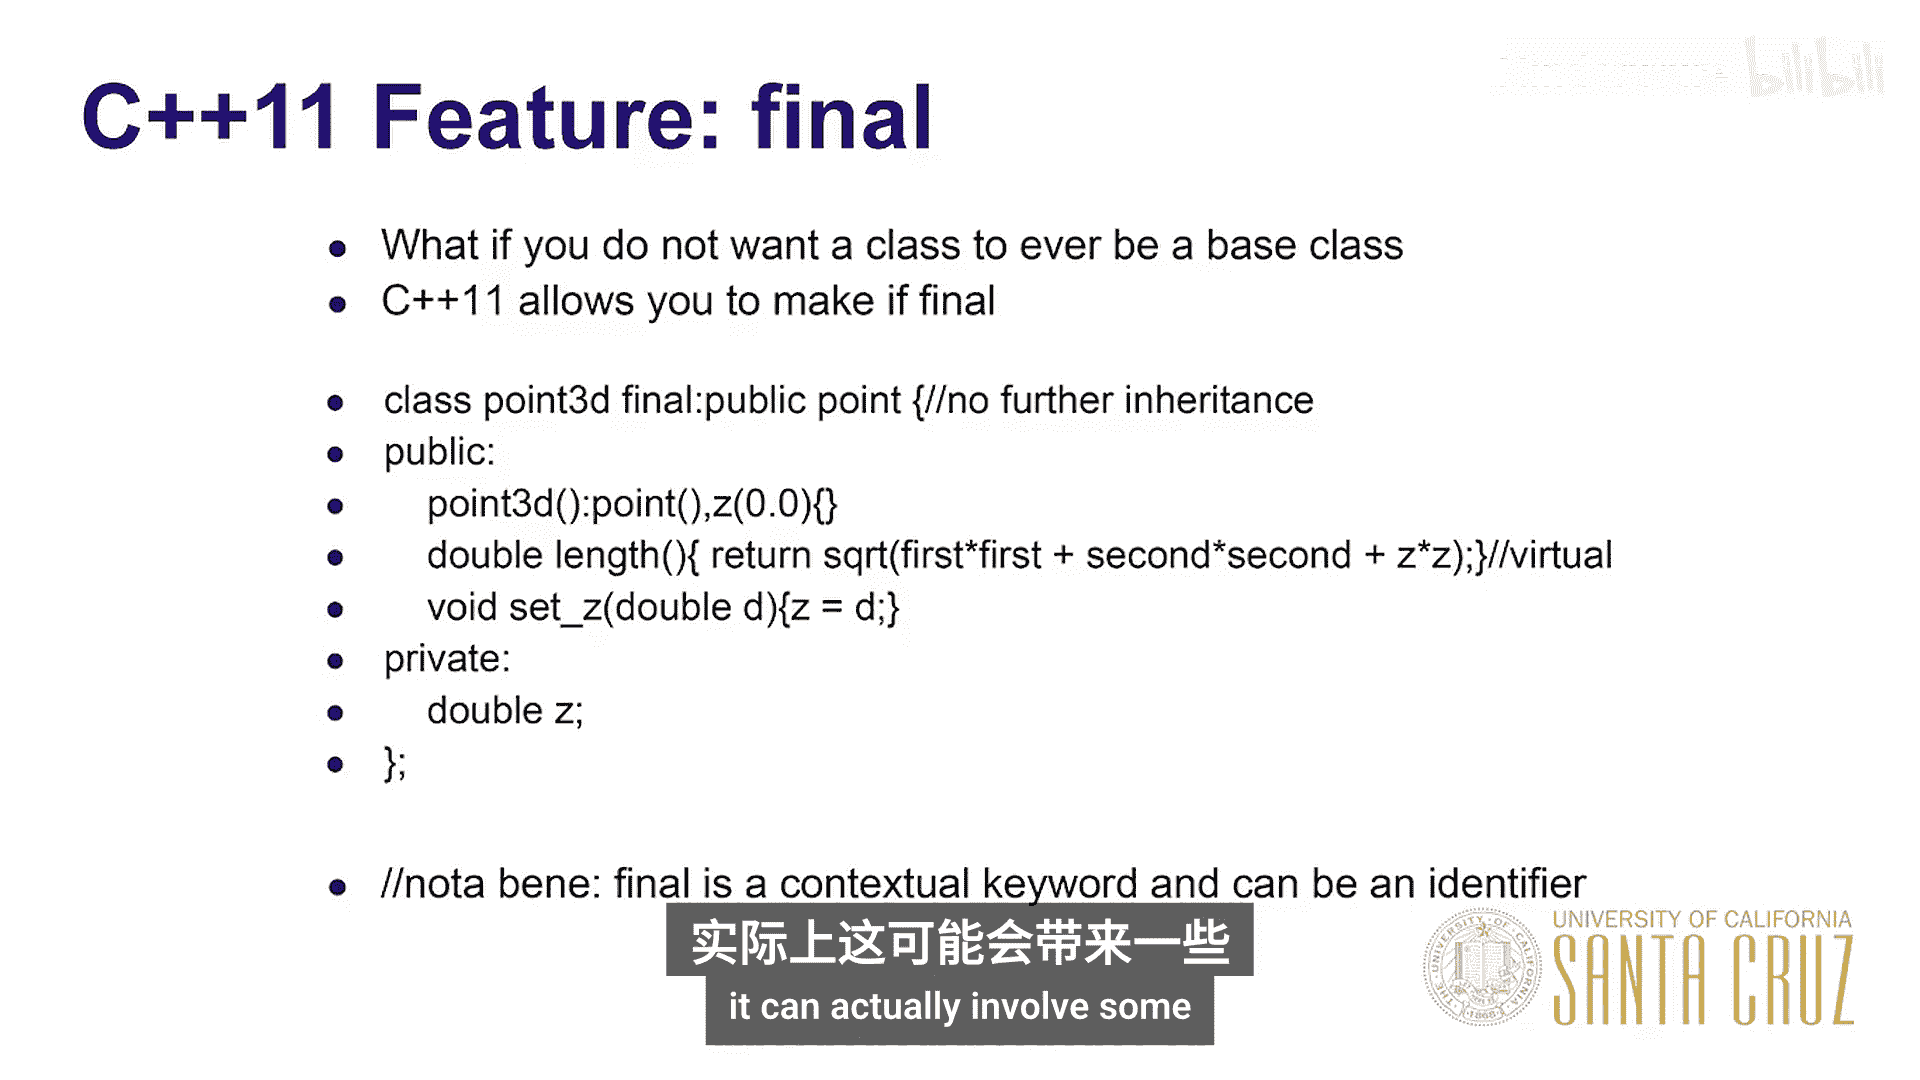 bilibili
C++11 Feature: final
• What if you do not want a class to ever be a base class
• C++11 allows you to make if final
• class point3d final:public point {//no further inheritance
• public:
• point3d():point(),z(0.0){}
• double length(){ return sqrt(first*first + second*second + z*z);}//virtual
• void set_z(double d){z = d;}
• private:
• double z;
• };
• //nota bene: final is a contextual keyword and can be an identifier
实际上这可能会带来一些
it can actually involve some
UNIVERSITY OF CALIFORNIA
SANTA CRUZ